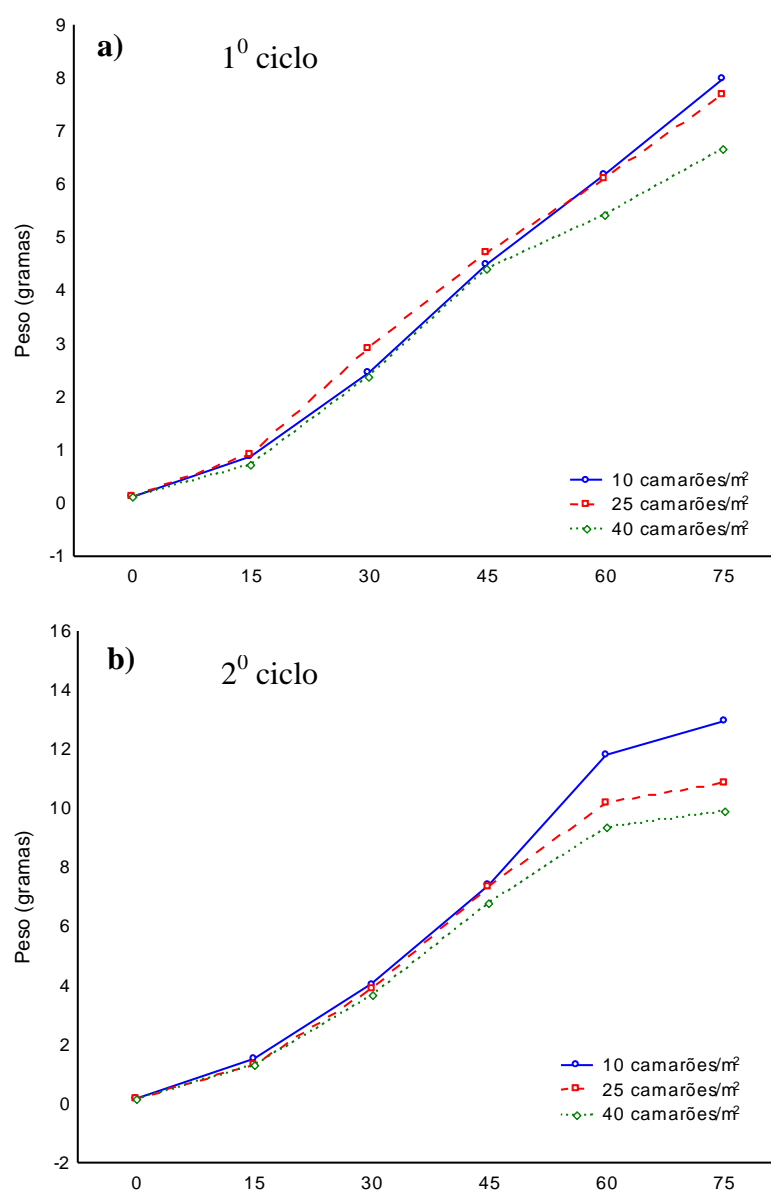 a)
1⁰ ciclo
9
8
7
6
5
4
3
2
1
0
-1
Peso (gramas)
10 camarões/m²
25 camarões/m²
40 camarões/m²
0 15 30 45 60 75
b)
2⁰ ciclo
16
14
12
10
8
6
4
2
0
-2
Peso (gramas)
10 camarões/m²
25 camarões/m²
40 camarões/m²
0 15 30 45 60 75